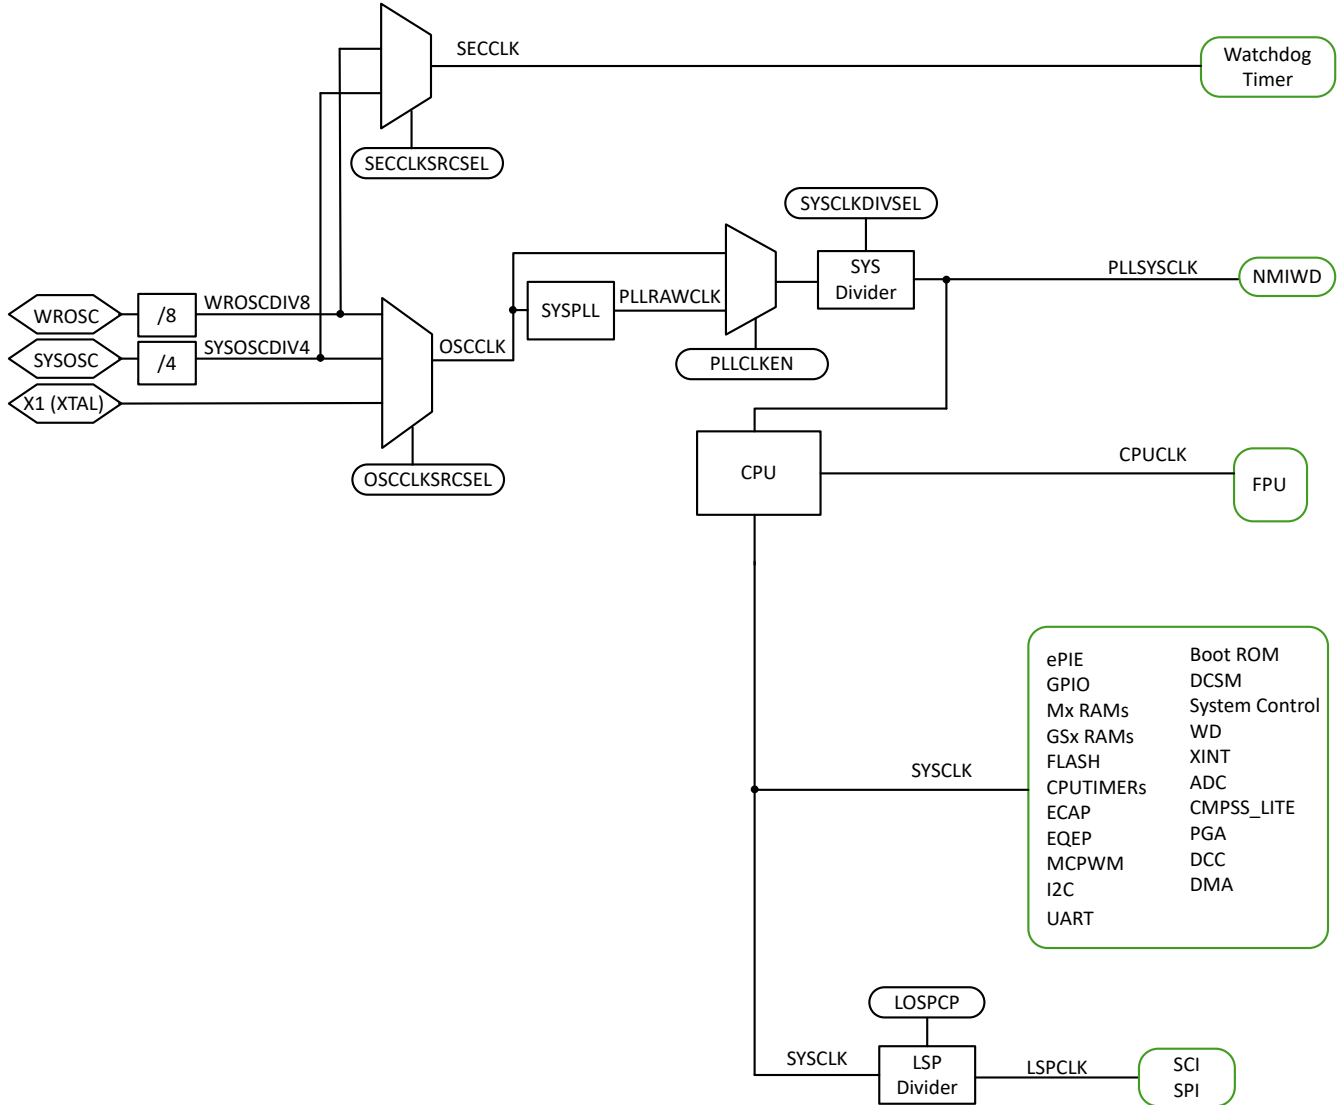 SECCLK
Watchdog
Timer
SECCLKSRCSEL
SYSCLKDIVSEL
SYS
Divider
PLLSYSCLK
NMIWD
WROSC
/8
WROSCDIV8
SYSPLL
PLLRAWCLK
SYSOSC
/4
SYSOSCDIV4
OSCCLK
PLLCLKEN
X1 (XTAL)
OSCCLKSRCSEL
CPU
CPUCLK
FPU
SYSCLK
ePIE
GPIO
Mx RAMs
GSx RAMs
FLASH
CPUTIMERs
ECAP
EQEP
MCPWM
I2C
UART
Boot ROM
DCSM
System Control
WD
XINT
ADC
CMPSS_LITE
PGA
DCC
DMA
LOSPCP
SYSCLK
LSP
Divider
LSPCLK
SCI
SPI